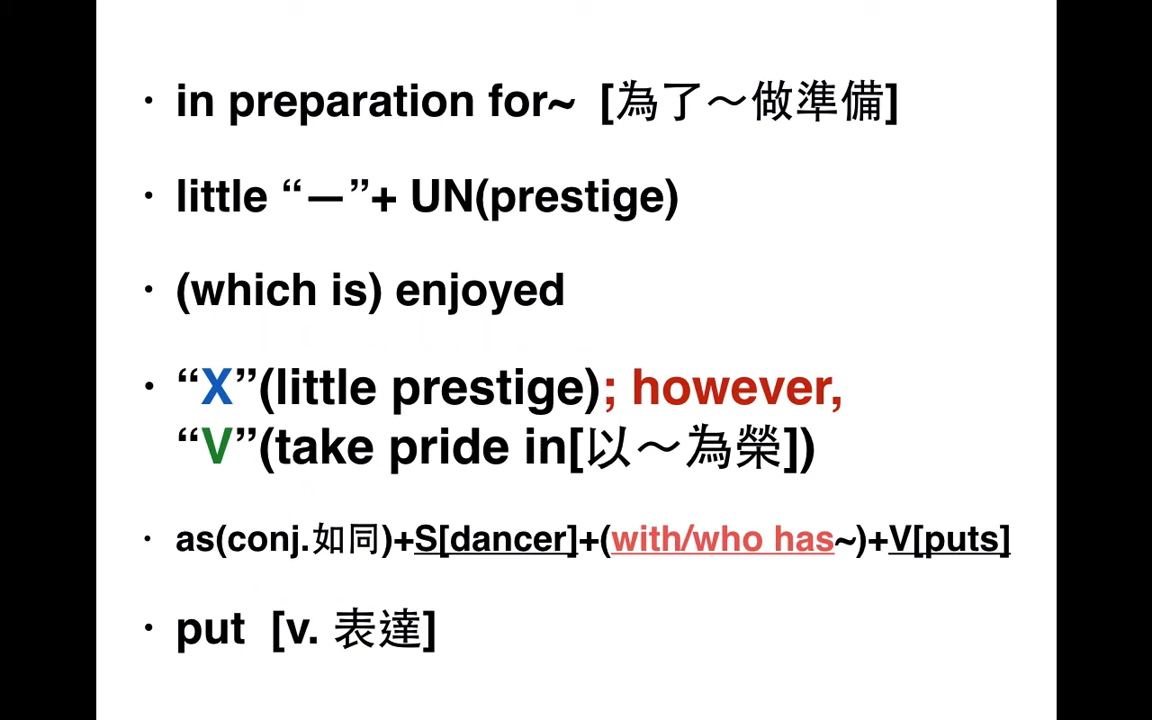 · in preparation for~ [為了～做準備]
· little “—”+ UN(prestige)
· (which is) enjoyed
· “X”(little prestige); however,
“V”(take pride in[以～為榮])
· as(conj.如同)+S[dancer]+(with/who has~)+V[puts]
· put [v. 表達]